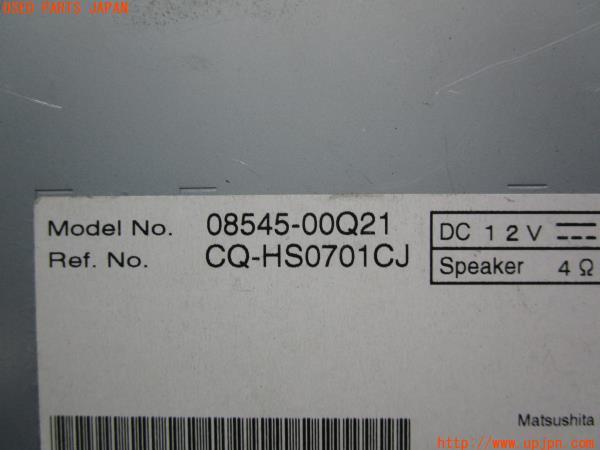 USED PARTS JAPAN
Model No. 08545-00Q21
Ref. No. CQ-HS0701CJ
DC 12V
Speaker 4Ω
Matsushita
http://www.upjpn.com/